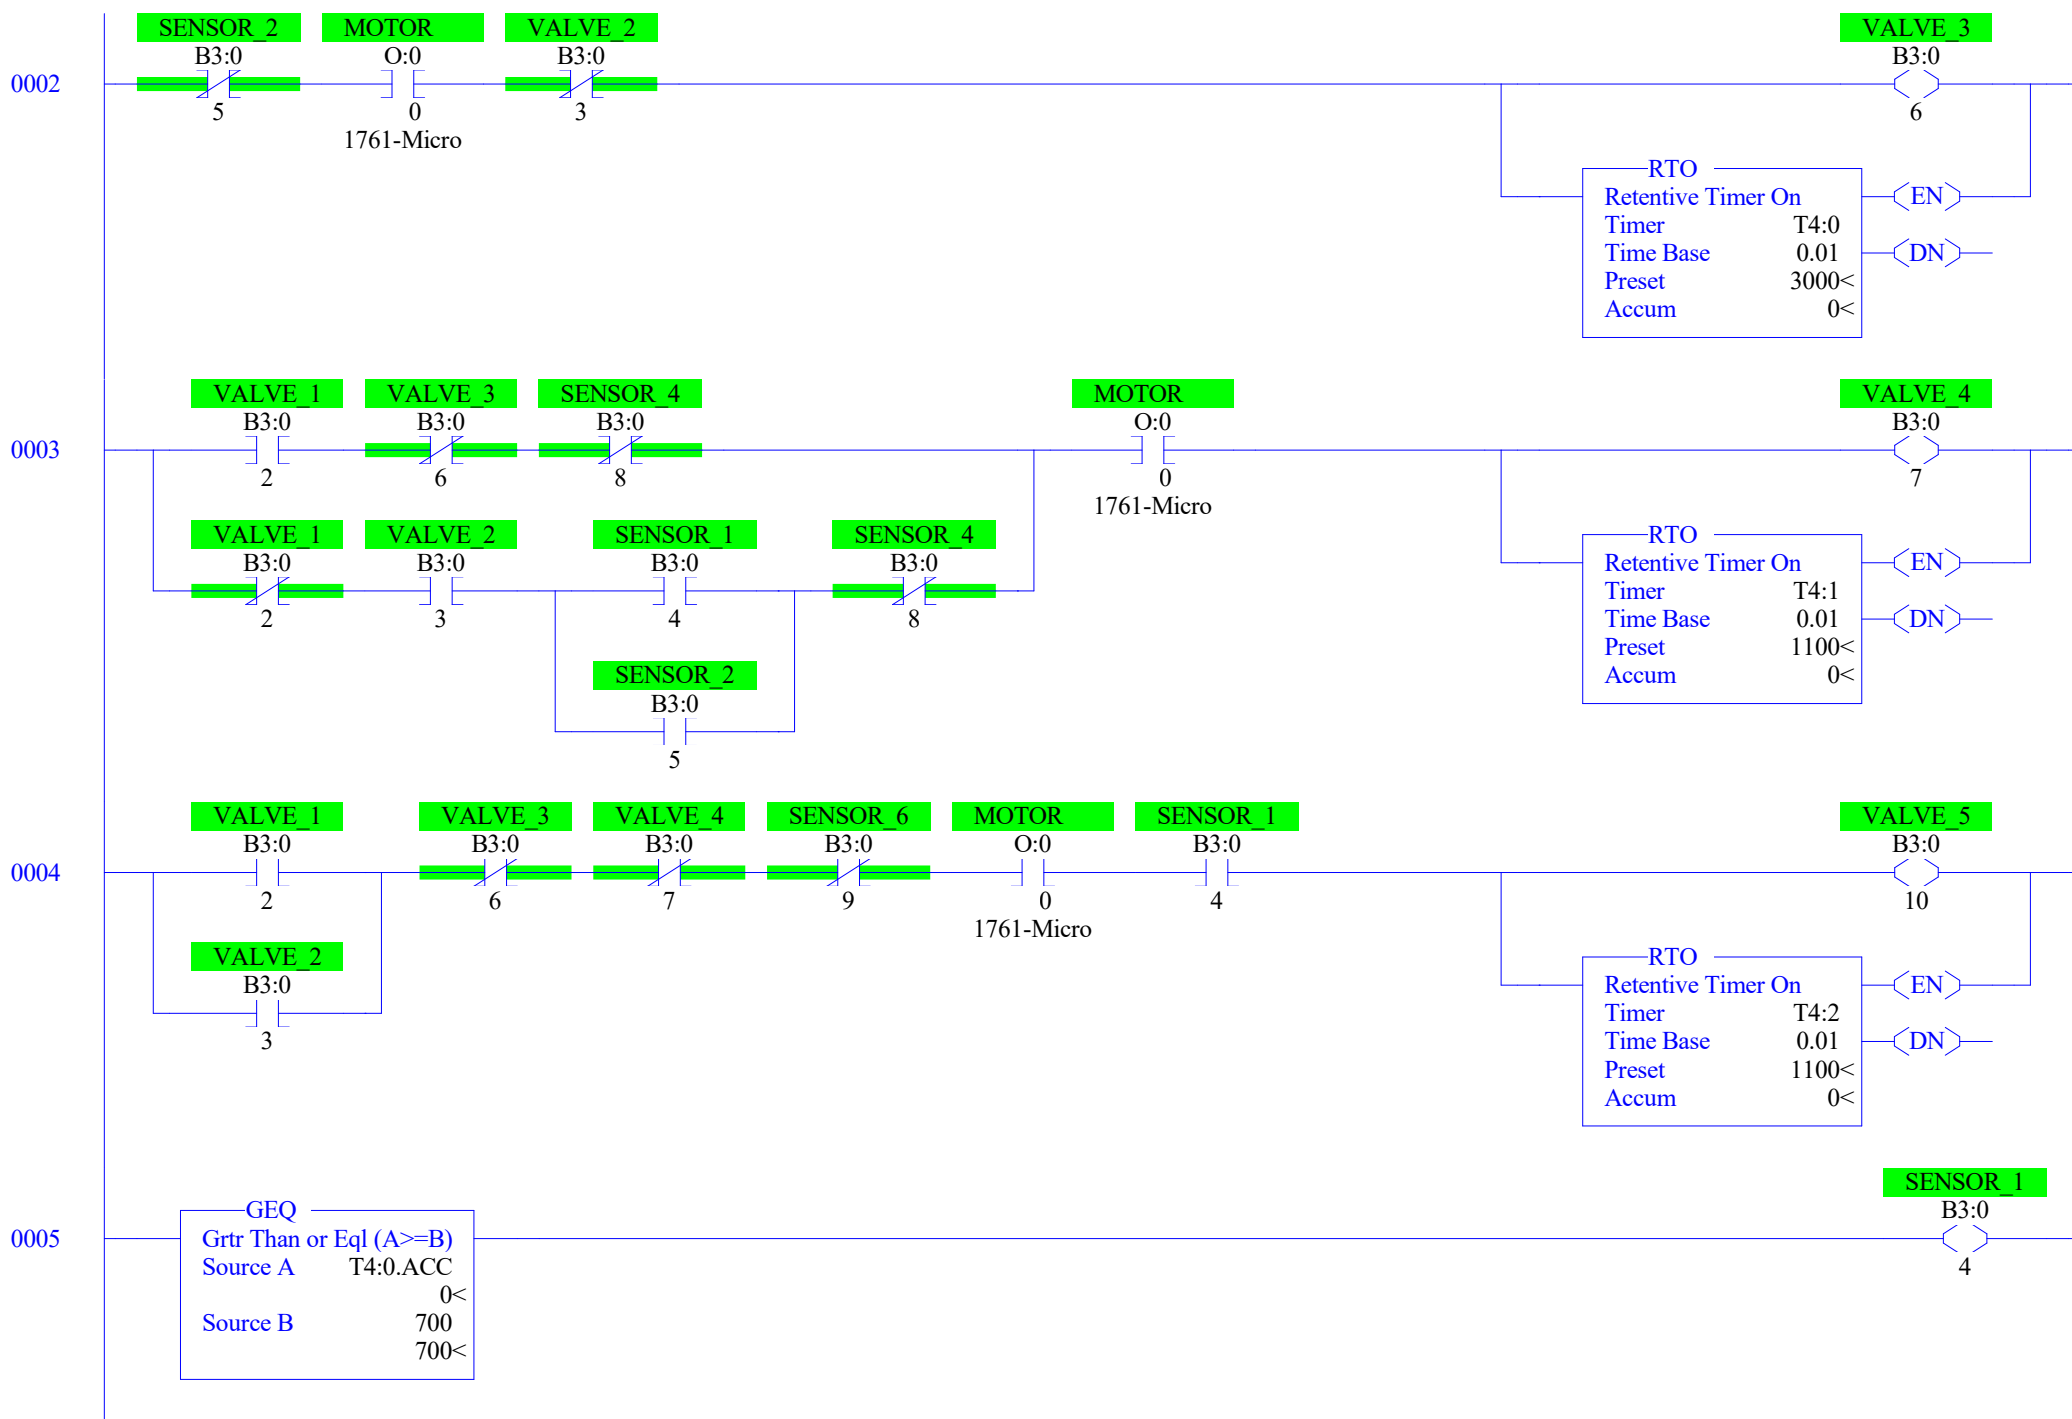 SENSOR_2 MOTOR VALVE_2 VALVE_3
B3:0 O:0 B3:0 B3:0
0002
5 0 3 6
1761-Micro
RTO
Retentive Timer On EN
Timer T4:0
Time Base 0.01 DN
Preset 3000<
Accum 0<
VALVE_1 VALVE_3 SENSOR_4 MOTOR VALVE_4
B3:0 B3:0 B3:0 O:0 B3:0
0003
2 6 8 0 7
1761-Micro
VALVE_1 VALVE_2 SENSOR_1 SENSOR_4
B3:0 B3:0 B3:0 B3:0
2 3 4 8
RTO
Retentive Timer On EN
Timer T4:1
Time Base 0.01 DN
Preset 1100<
Accum 0<
SENSOR_2
B3:0
5
VALVE_1 VALVE_3 VALVE_4 SENSOR_6 MOTOR SENSOR_1 VALVE_5
B3:0 B3:0 B3:0 B3:0 O:0 B3:0 B3:0
0004
2 6 7 9 0 4 10
1761-Micro
VALVE_2
B3:0
3
RTO
Retentive Timer On EN
Timer T4:2
Time Base 0.01 DN
Preset 1100<
Accum 0<
SENSOR_1
B3:0
0005
4
GEQ
Grtr Than or Eql (A>=B)
Source A T4:0.ACC
0<
Source B 700
700<